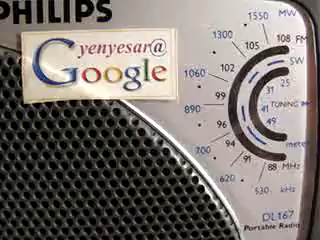 PHILIPS
yenyesar@
Google
1550 MW
1300 108 FM
105 SW
1060 102 31
25
890 99 41 TUNING
96 49
700 94 meter
91
620 88 MHz
530 kHz
DL167
Portable Radio